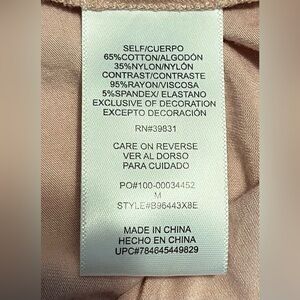 SELF/CUERPO
65%COTTON/ALGODÓN
35%NYLON/NYLÓN
CONTRAST/CONTRASTE
95%RAYON/VISCOSA
5%SPANDEX/ ELASTANO
EXCLUSIVE OF DECORATION
EXCEPTO DECORACIÓN
RN#39831
CARE ON REVERSE
VER AL DORSO
PARA CUIDADO
PO#100-00034452
M
STYLE#B96443X8E
MADE IN CHINA
HECHO EN CHINA
UPC#784645449829